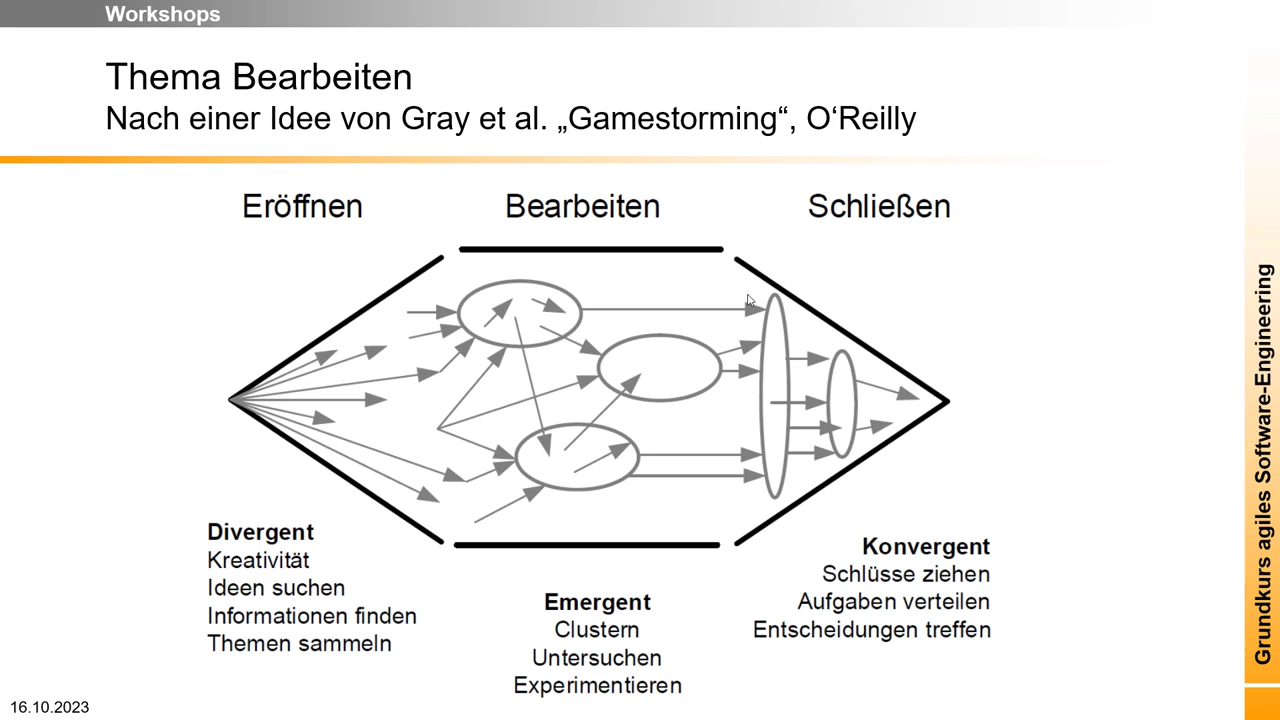 Workshops
Thema Bearbeiten
Nach einer Idee von Gray et al. „Gamestorming“, O‘Reilly
Eröffnen
Bearbeiten
Schließen
Divergent
Kreativität
Ideen suchen
Informationen finden
Themen sammeln
Emergent
Clustern
Untersuchen
Experimentieren
Konvergent
Schlüsse ziehen
Aufgaben verteilen
Entscheidungen treffen
Grundkurs agiles Software-Engineering
16.10.2023